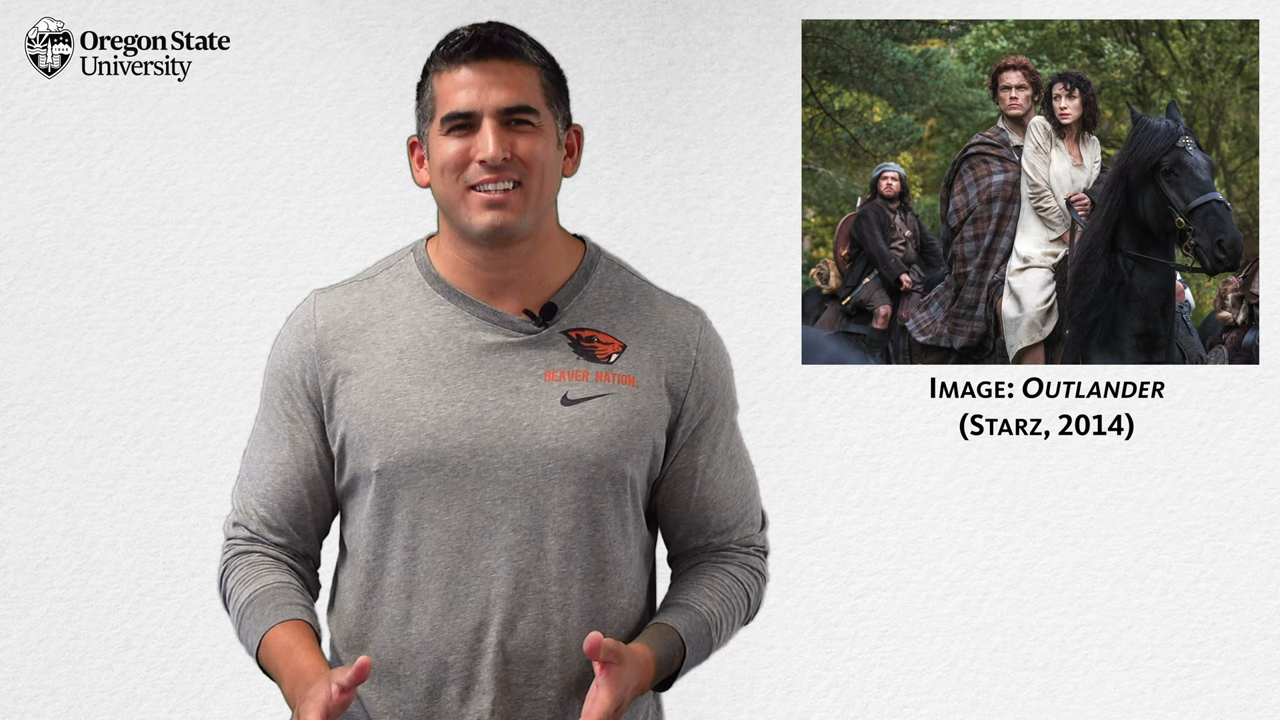 Oregon State
University
BEAVER NATION.
IMAGE: OUTLANDER
(STARZ, 2014)